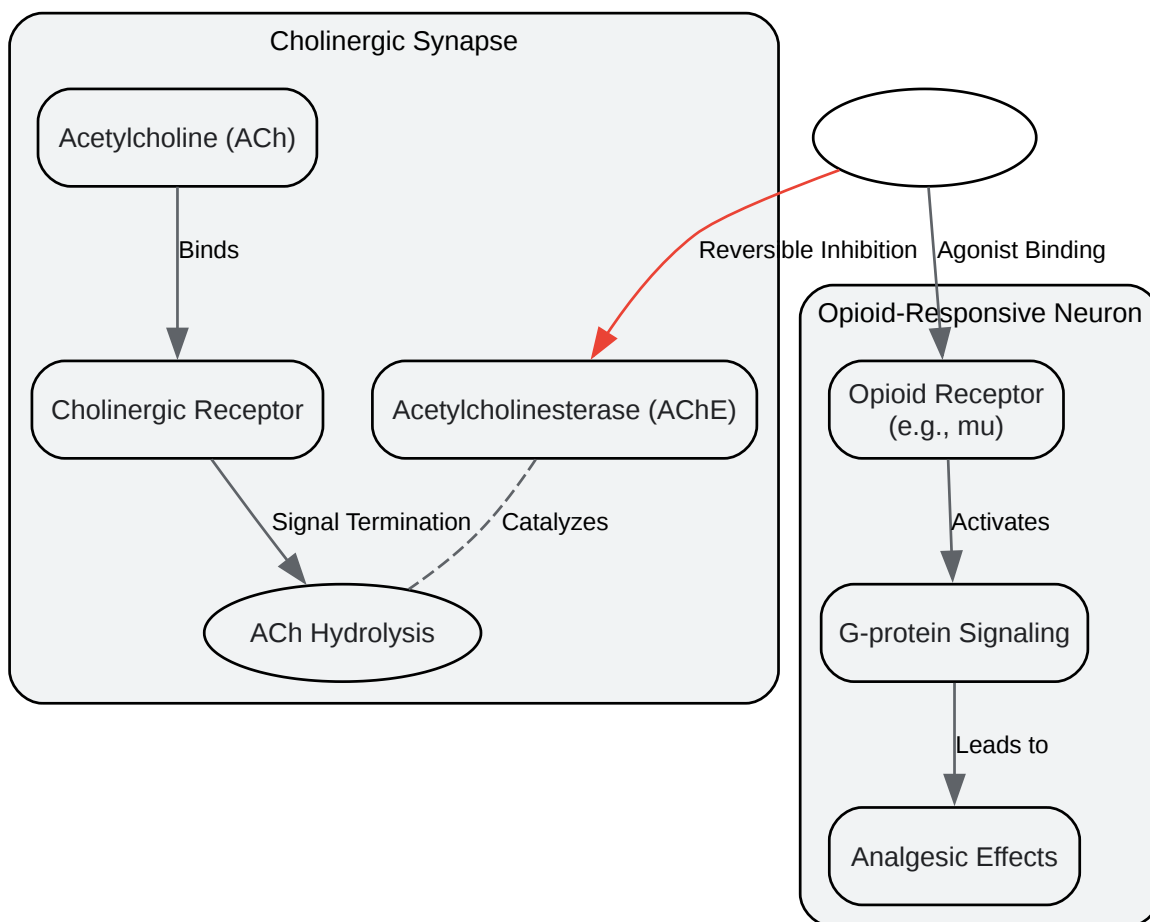 Cholinergic Synapse
Acetylcholine (ACh)
Binds
Reversible Inhibition
Agonist Binding
Opioid-Responsive Neuron
Cholinergic Receptor
Acetylcholinesterase (AChE)
Opioid Receptor
(e.g., mu)
Signal Termination
Catalyzes
Activates
ACh Hydrolysis
G-protein Signaling
Leads to
Analgesic Effects